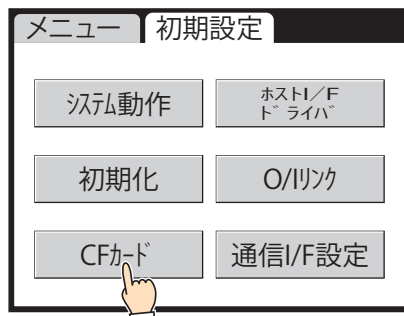 メニュー
初期設定
ｼｽﾃﾑ動作
ホストI／F
ﾄﾞﾗｲﾊﾞ
初期化
O/Iﾘﾝｸ
CFｶｰﾄﾞ
通信I/F設定